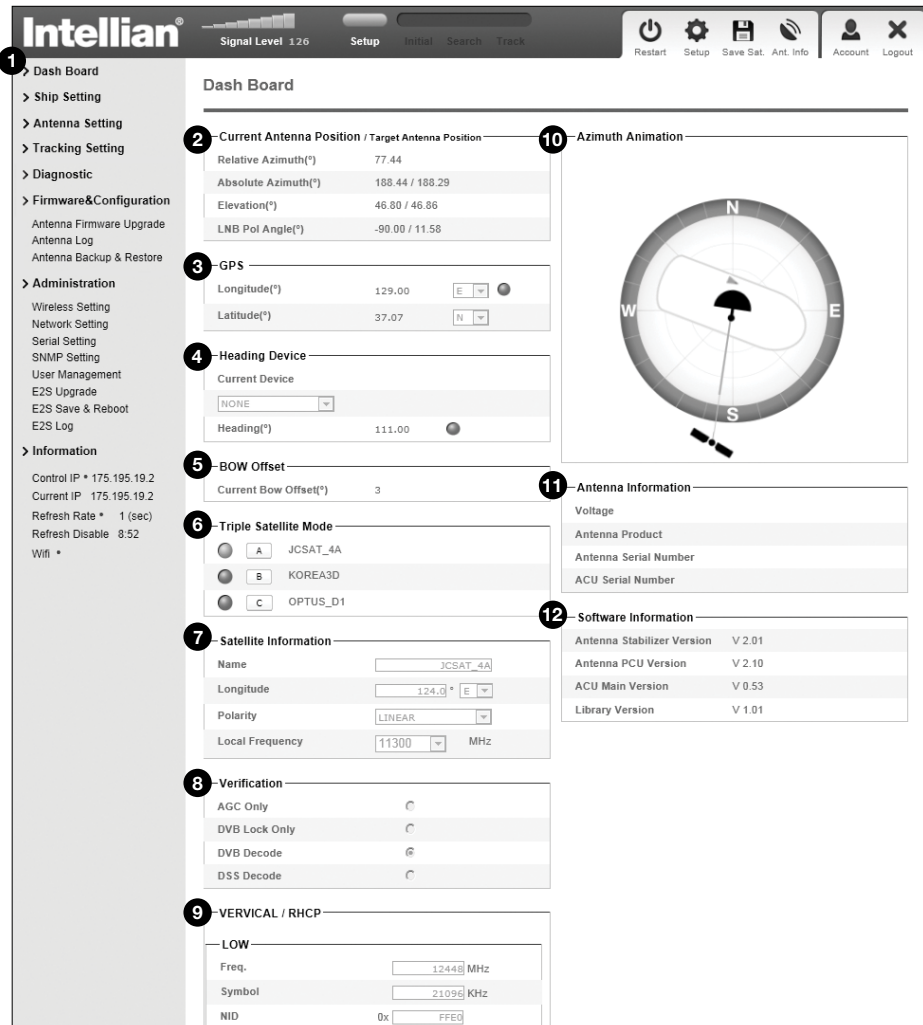 Intellian®
Signal Level 126
Setup Initial Search Track
Restart Setup Save Sat. Ant. Info Account Logout
1
> Dash Board
> Ship Setting
> Antenna Setting
> Tracking Setting
> Diagnostic
> Firmware&Configuration
Antenna Firmware Upgrade
Antenna Log
Antenna Backup & Restore
> Administration
Wireless Setting
Network Setting
Serial Setting
SNMP Setting
User Management
E2S Upgrade
E2S Save & Reboot
E2S Log
> Information
Control IP * 175.195.19.2
Current IP 175.195.19.2
Refresh Rate * 1 (sec)
Refresh Disable 8:52
Wifi *
Dash Board
2 Current Antenna Position / Target Antenna Position
Relative Azimuth(°) 77.44
Absolute Azimuth(°) 188.44 / 188.29
Elevation(°) 46.80 / 46.86
LNB Pol Angle(°) -90.00 / 11.58
3 GPS
Longitude(°) 129.00 E
Latitude(°) 37.07 N
4 Heading Device
Current Device
NONE
Heading(°) 111.00
5 BOW Offset
Current Bow Offset(°) 3
6 Triple Satellite Mode
A JCSAT_4A
B KOREA3D
C OPTUS_D1
7 Satellite Information
Name JCSAT_4A
Longitude 124.0 ° E
Polarity LINEAR
Local Frequency 11300 MHz
8 Verification
AGC Only
DVB Lock Only
DVB Decode
DSS Decode
9 VERVICAL / RHCP
LOW
Freq. 12448 MHz
Symbol 21096 KHz
NID 0x FFE0
10 Azimuth Animation
N
W E
S
11 Antenna Information
Voltage
Antenna Product
Antenna Serial Number
ACU Serial Number
12 Software Information
Antenna Stabilizer Version V 2.01
Antenna PCU Version V 2.10
ACU Main Version V 0.53
Library Version V 1.01